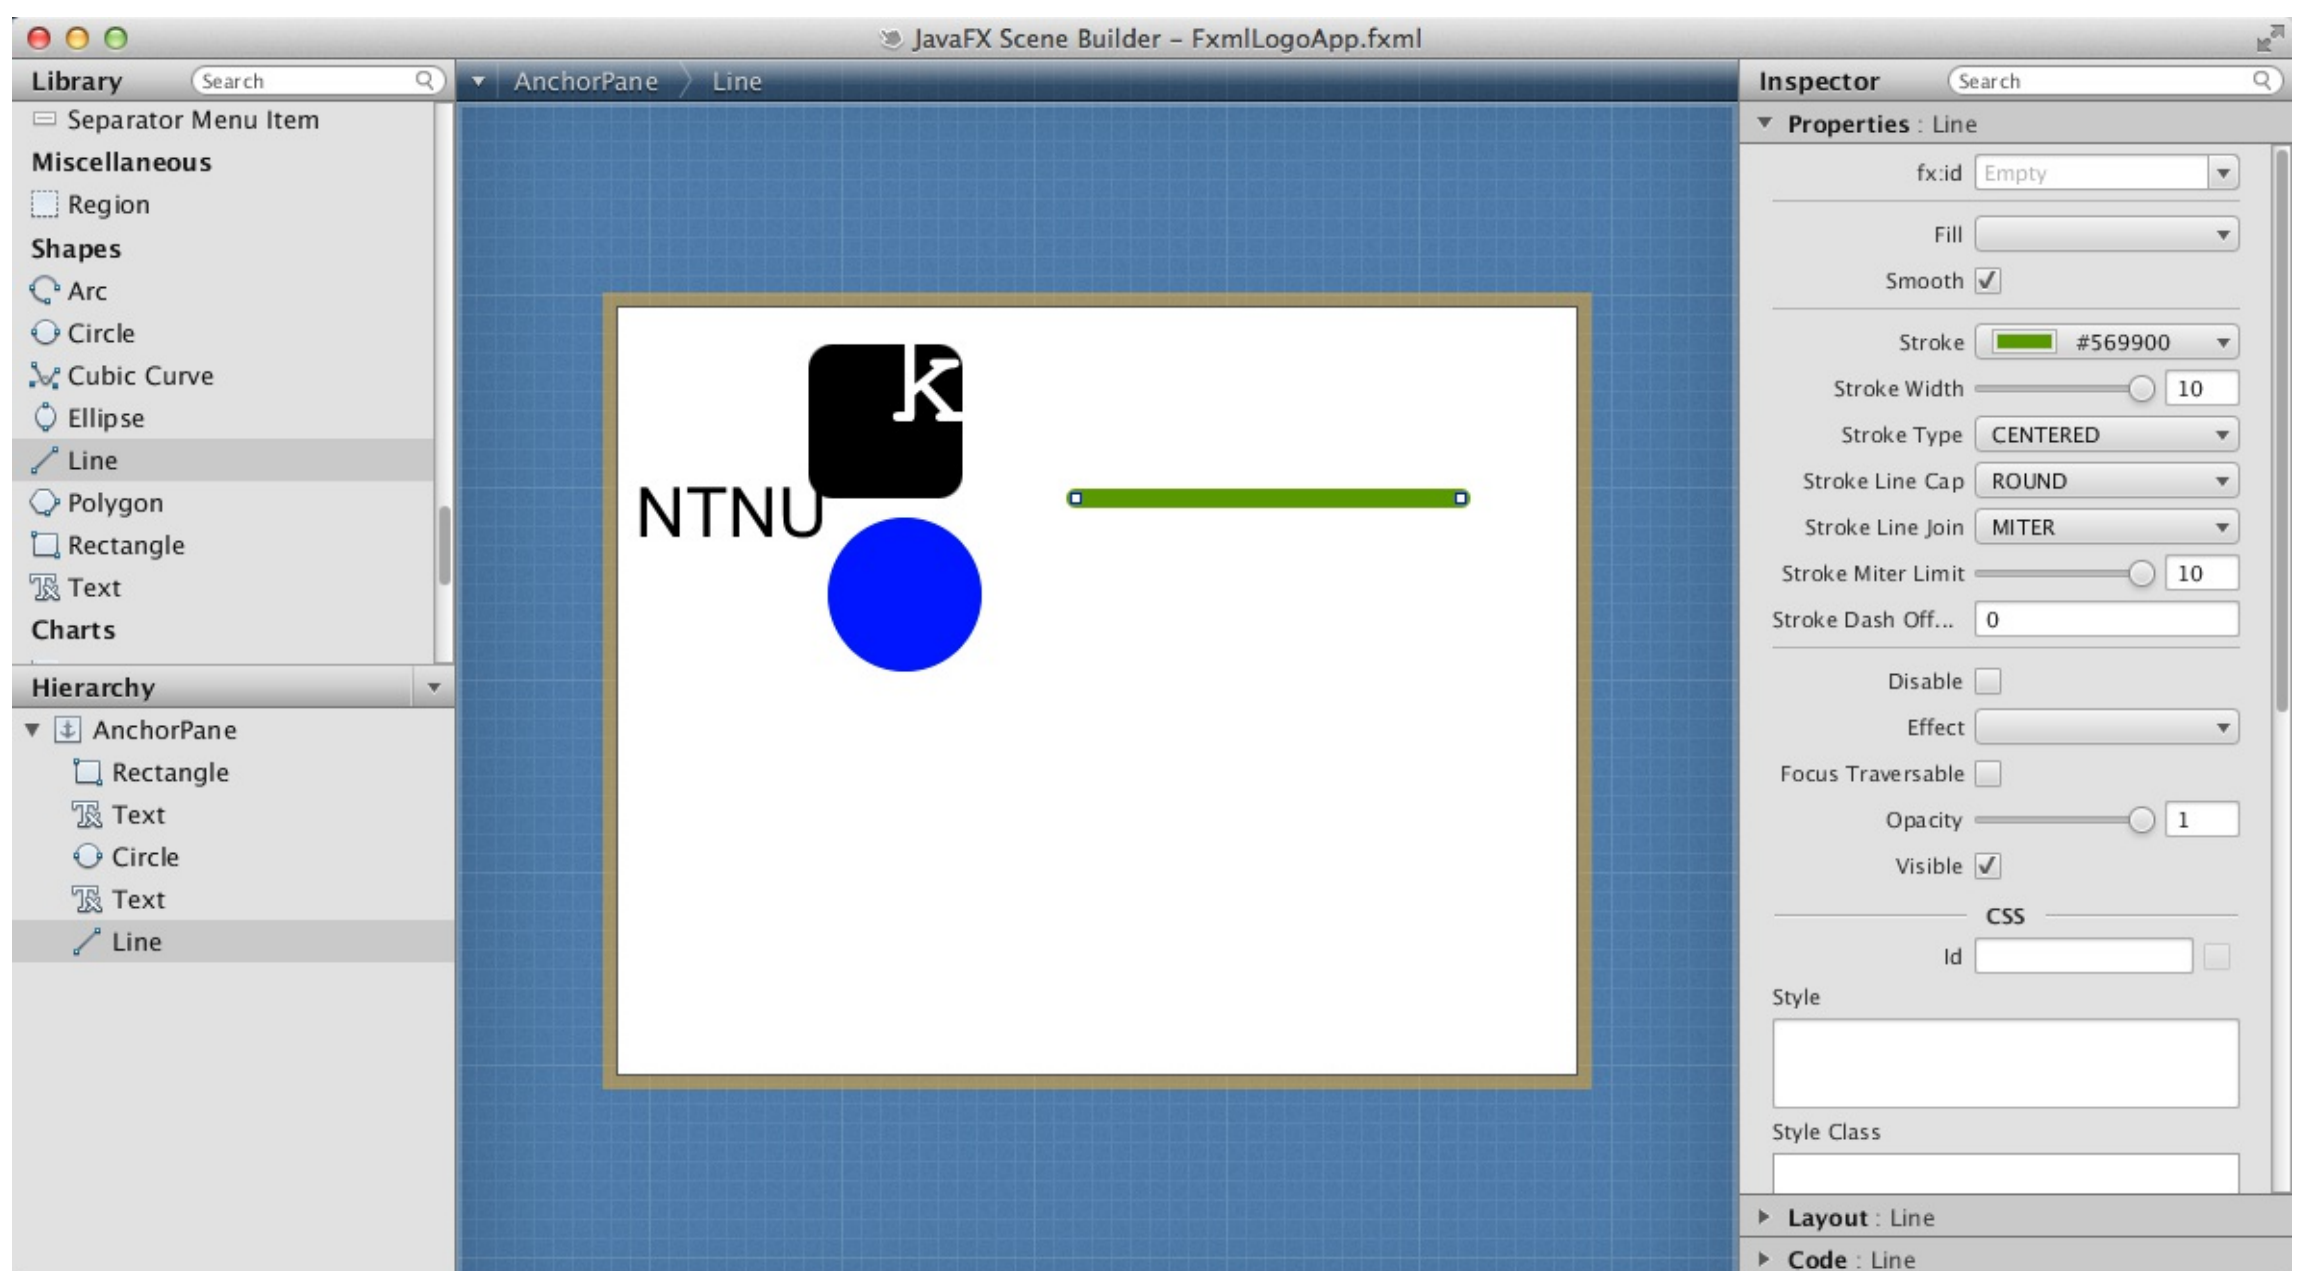 JavaFX Scene Builder – FxmlLogoApp.fxml
Library
Search
Separator Menu Item
Miscellaneous
Region
Shapes
Arc
Circle
Cubic Curve
Ellipse
Line
Polygon
Rectangle
Text
Charts
Hierarchy
AnchorPane
Rectangle
Text
Circle
Text
Line
AnchorPane
Line
k
NTNU
Inspector
Search
Properties : Line
fx:id Empty
Fill
Smooth
Stroke #569900
Stroke Width 10
Stroke Type CENTERED
Stroke Line Cap ROUND
Stroke Line Join MITER
Stroke Miter Limit 10
Stroke Dash Off... 0
Disable
Effect
Focus Traversable
Opacity 1
Visible
CSS
Id
Style
Style Class
Layout : Line
Code : Line